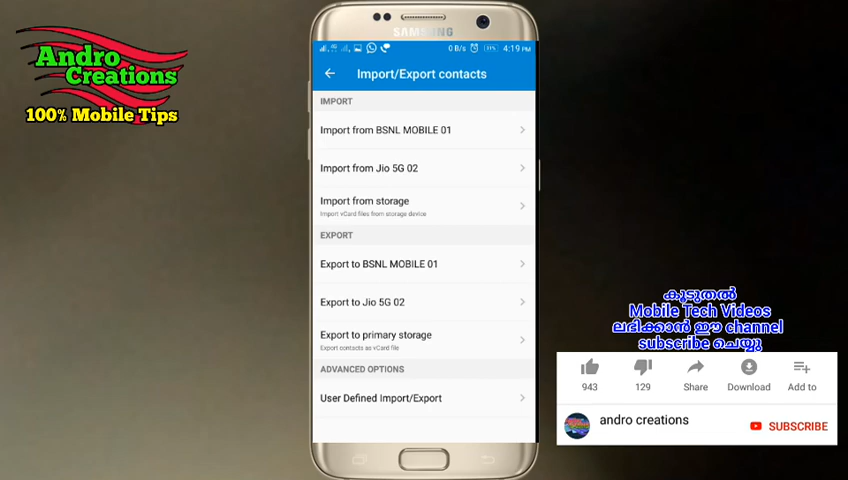 Andro
Creations
100% Mobile Tips
SAMSUNG
0 B/s 4:19 PM
Import/Export contacts
IMPORT
Import from BSNL MOBILE 01
Import from Jio 5G 02
Import from storage
Import vCard files from storage device
EXPORT
Export to BSNL MOBILE 01
Export to Jio 5G 02
Export to primary storage
Export contacts as vCard file
ADVANCED OPTIONS
User Defined Import/Export
കൂടുതൽ
Mobile Tech Videos
ലഭിക്കാൻ ഈ channel
subscribe ചെയ്യു
943 129 Share Download Add to
andro creations SUBSCRIBE